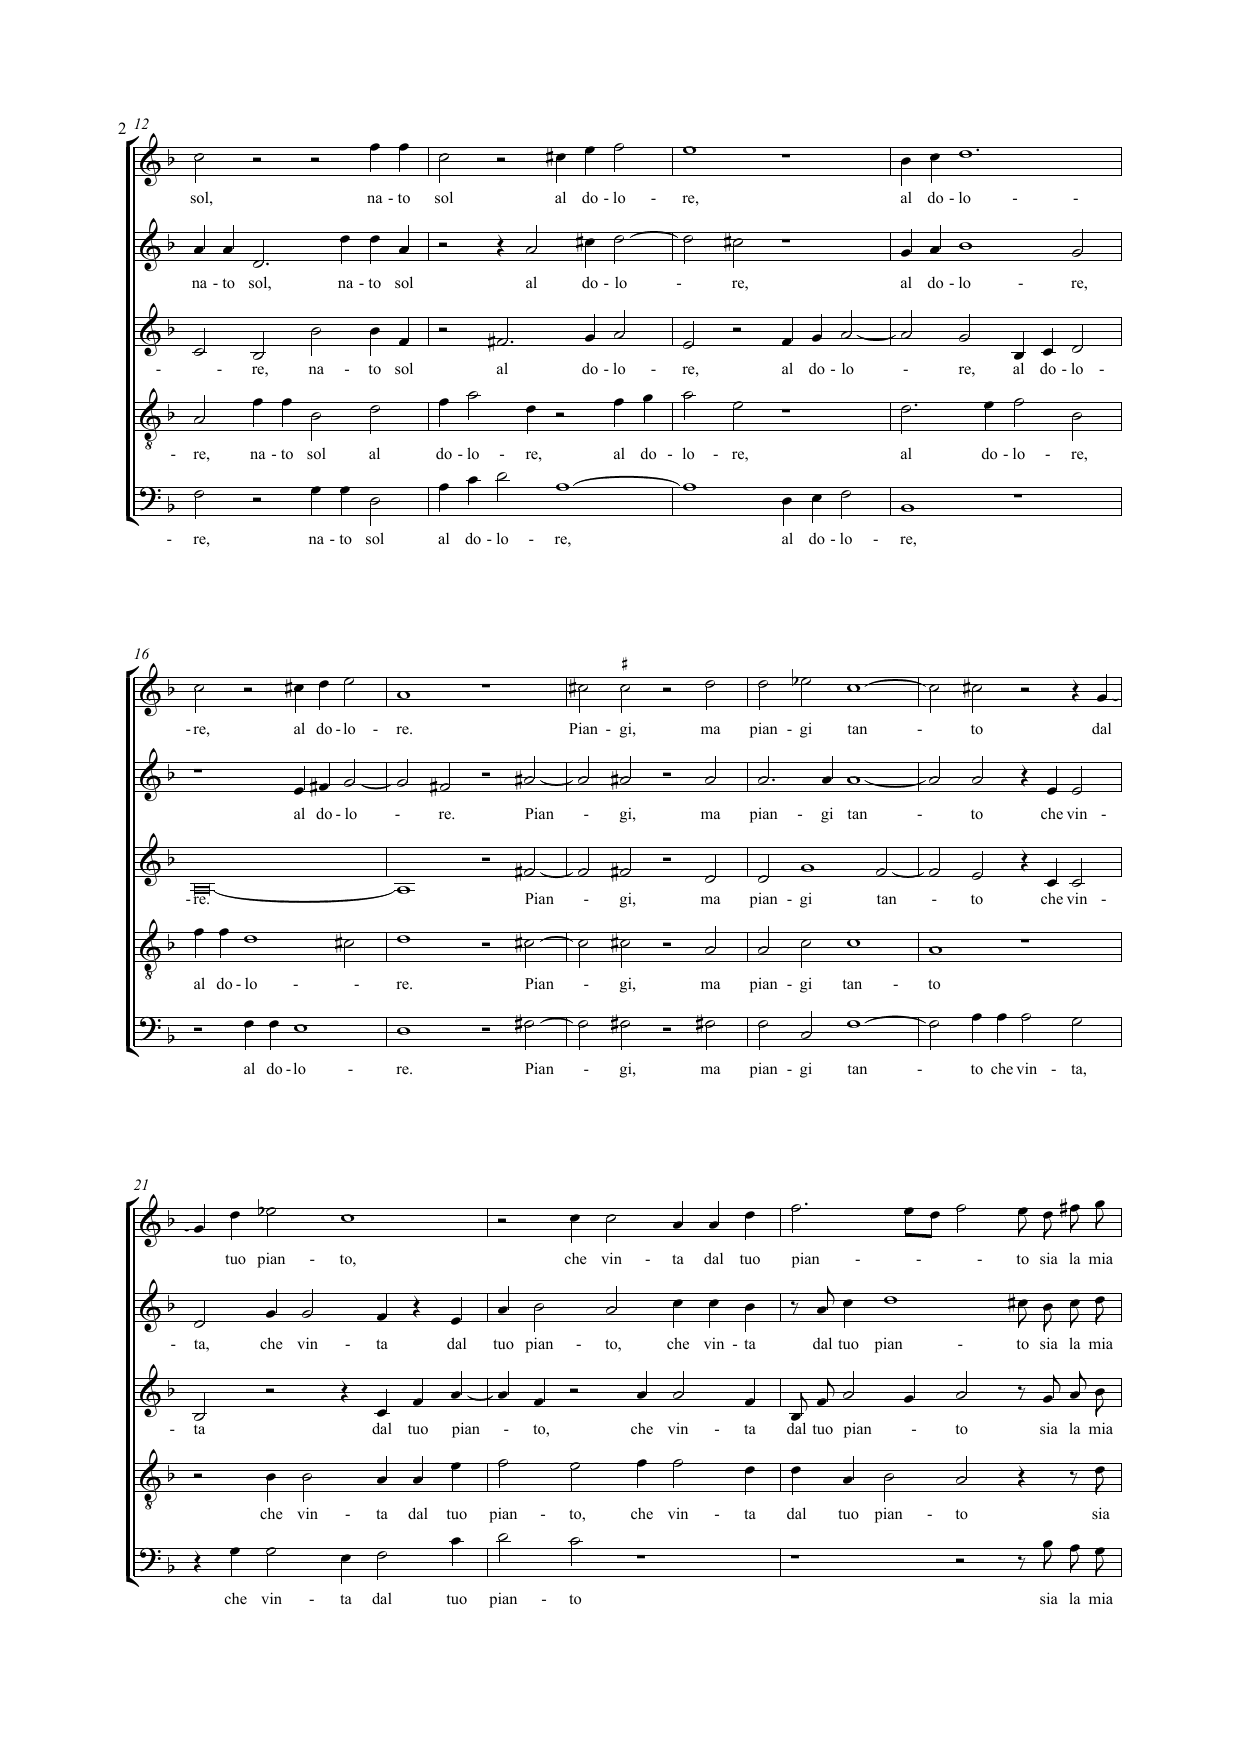 2 12
sol, na - to sol al do - lo - re, al do - lo - -
na - to sol, na - to sol al do - lo - re, al do - lo - re,
- - re, na - to sol al do - lo - re, al do - lo - re, al do - lo -
- re, na - to sol al do - lo - re, al do - lo - re, al do - lo - re,
- re, na - to sol al do - lo - re, al do - lo - re,
16
- re, al do - lo - re. Pian - gi, ma pian - gi tan - to dal
al do - lo - re. Pian - gi, ma pian - gi tan - to che vin -
- re. Pian - gi, ma pian - gi tan - to che vin -
al do - lo - - re. Pian - gi, ma pian - gi tan - to
al do - lo - re. Pian - gi, ma pian - gi tan - to che vin - ta,
21
tuo pian - to, che vin - ta dal tuo pian - - - to sia la mia
- ta, che vin - ta dal tuo pian - to, che vin - ta dal tuo pian - to sia la mia
- ta dal tuo pian - to, che vin - ta dal tuo pian - to sia la mia
che vin - ta dal tuo pian - to, che vin - ta dal tuo pian - to sia
che vin - ta dal tuo pian - to sia la mia